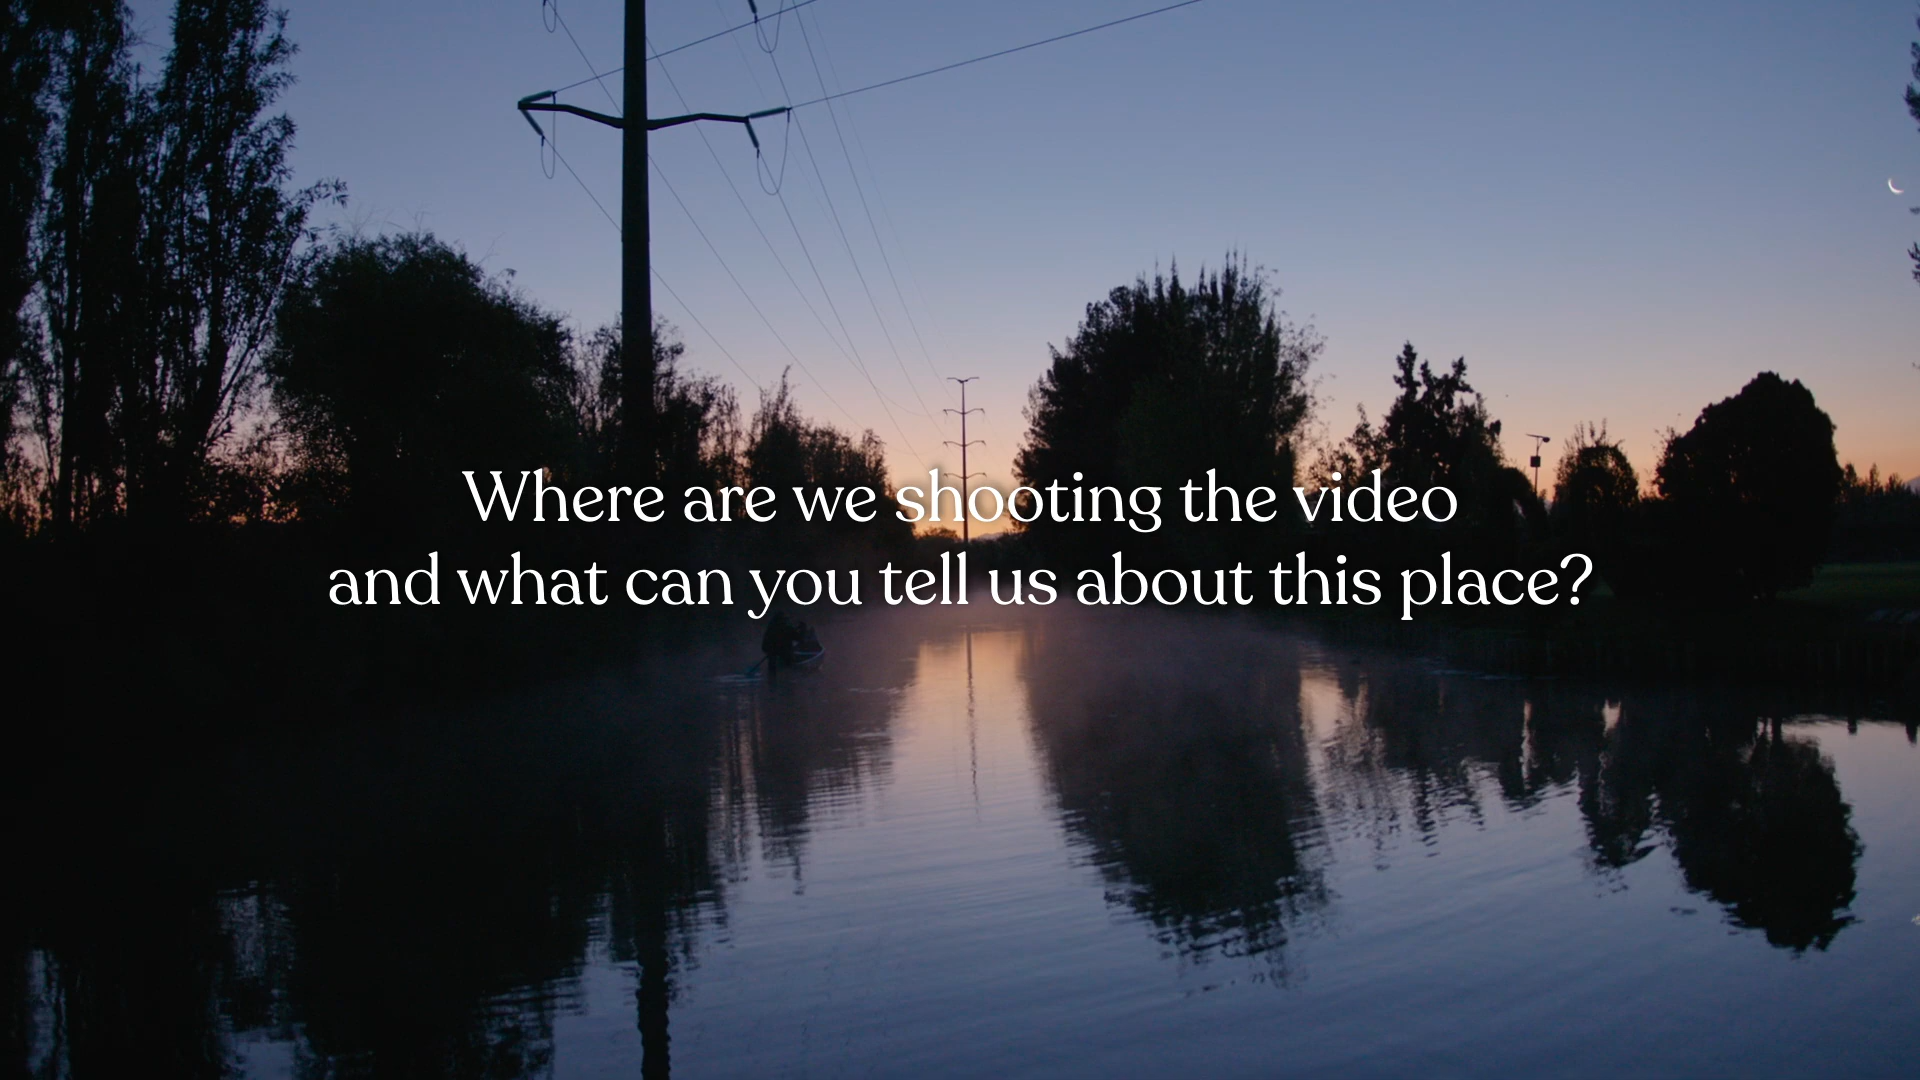 Where are we shooting the video
and what can you tell us about this place?